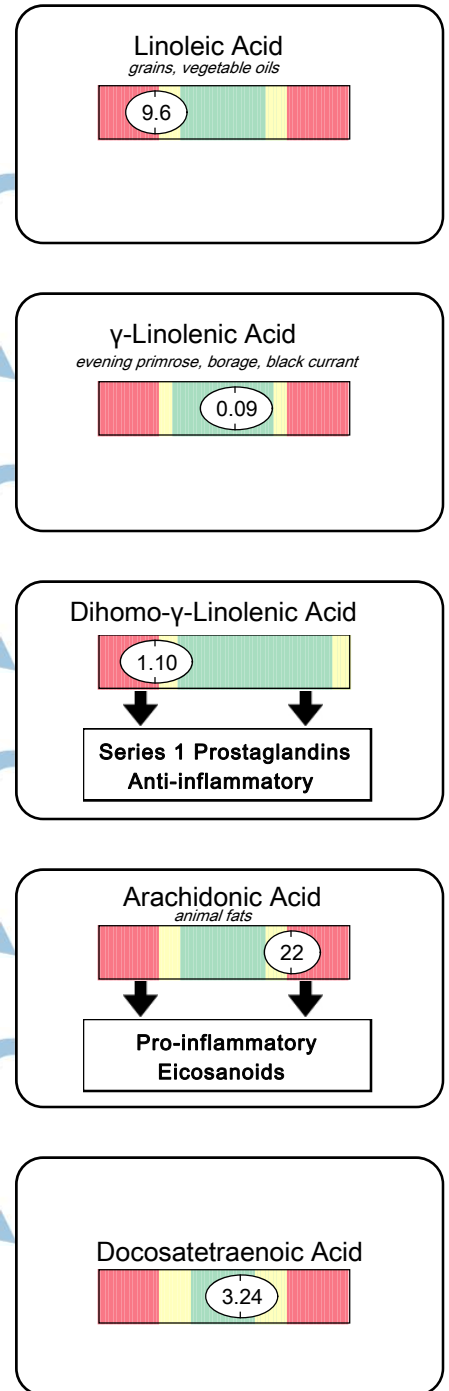 Linoleic Acid
grains, vegetable oils
9.6
γ-Linolenic Acid
evening primrose, borage, black currant
0.09
Dihomo-γ-Linolenic Acid
1.10
Series 1 Prostaglandins
Anti-inflammatory
Arachidonic Acid
animal fats
22
Pro-inflammatory
Eicosanoids
Docosatetraenoic Acid
3.24